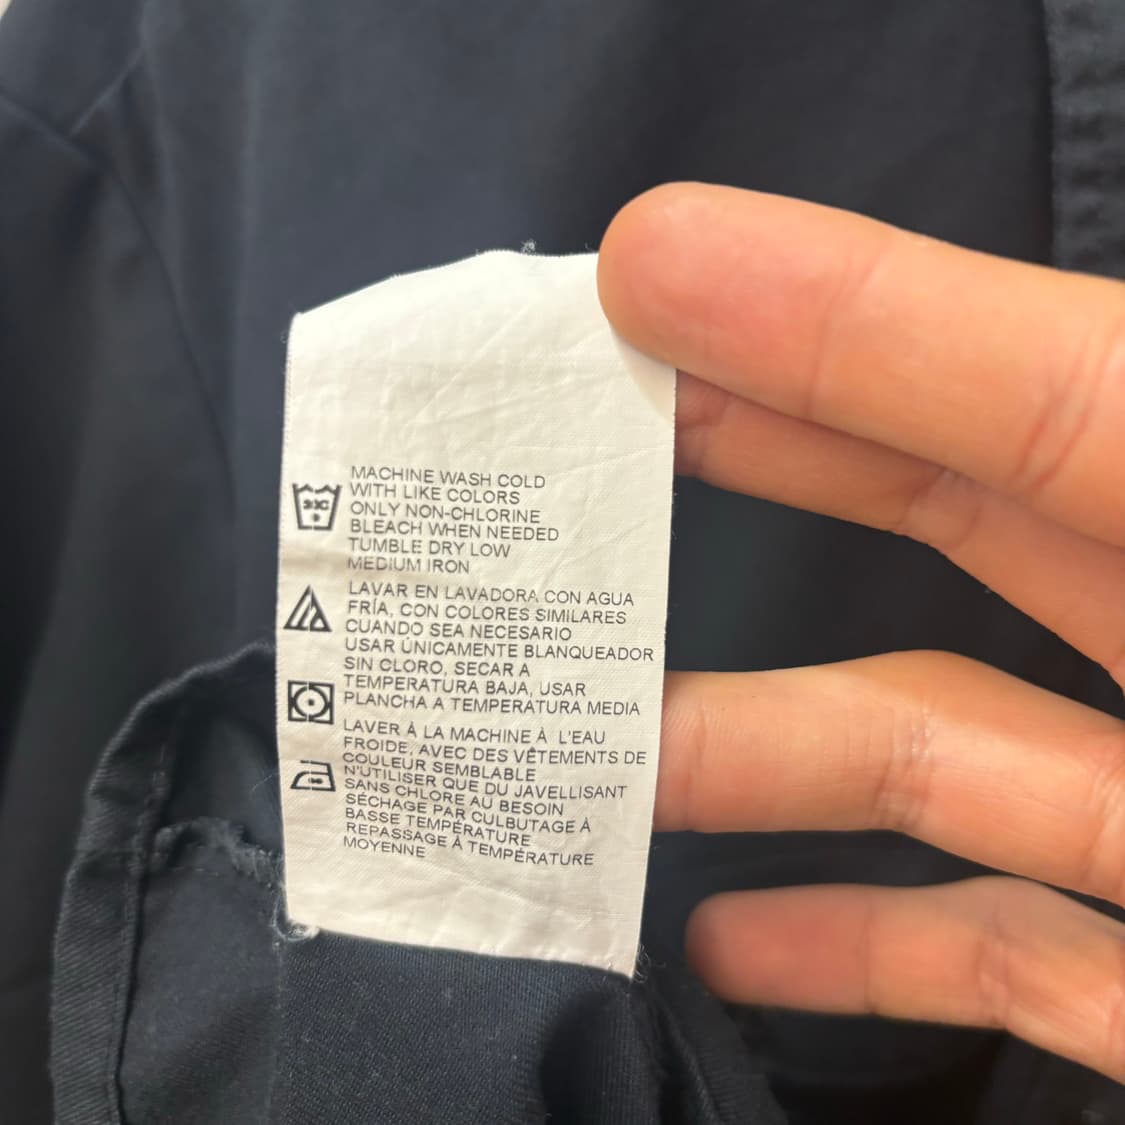 MACHINE WASH COLD
WITH LIKE COLORS
ONLY NON-CHLORINE
BLEACH WHEN NEEDED
TUMBLE DRY LOW
MEDIUM IRON
LAVAR EN LAVADORA CON AGUA
FRÍA, CON COLORES SIMILARES
CUANDO SEA NECESARIO
USAR ÚNICAMENTE BLANQUEADOR
SIN CLORO, SECAR A
TEMPERATURA BAJA, USAR
PLANCHA A TEMPERATURA MEDIA
LAVER À LA MACHINE À L'EAU
FROIDE, AVEC DES VÊTEMENTS DE
COULEUR SEMBLABLE
N'UTILISER QUE DU JAVELLISANT
SANS CHLORE AU BESOIN
SÉCHAGE PAR CULBUTAGE À
BASSE TEMPÉRATURE
REPASSAGE À TEMPÉRATURE
MOYENNE